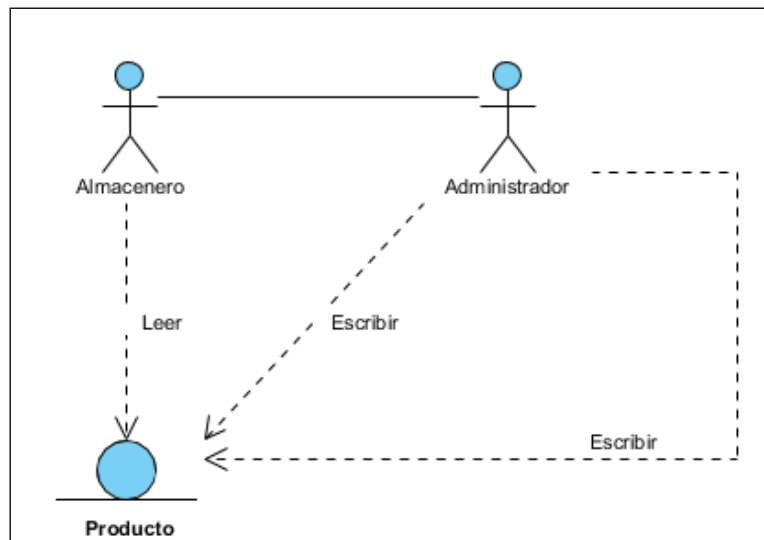 Almacenero
Administrador
Leer
Escribir
Escribir
Producto